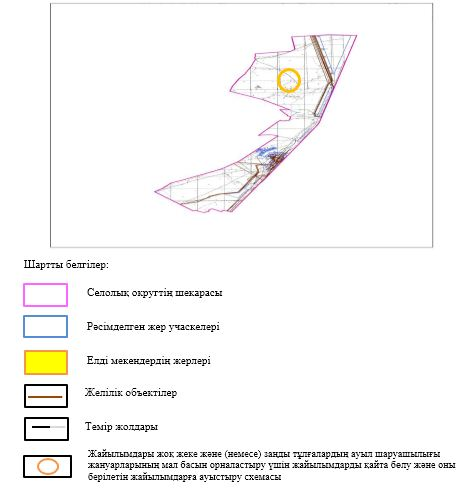 Шартты белгілер:
Селолық округтің шекарасы
Рәсімделген жер учаскелері
Елді мекендердің жерлері
Желілік объектілер
Темір жолдары
Жайылымдары жоқ жеке және (немесе) заңды тұлғалардың ауыл шаруашылығы
жануарларының мал басын орналастыру үшін жайылымдарды қайта бөлу және оны
берілетін жайылымдарға ауыстыру схемасы